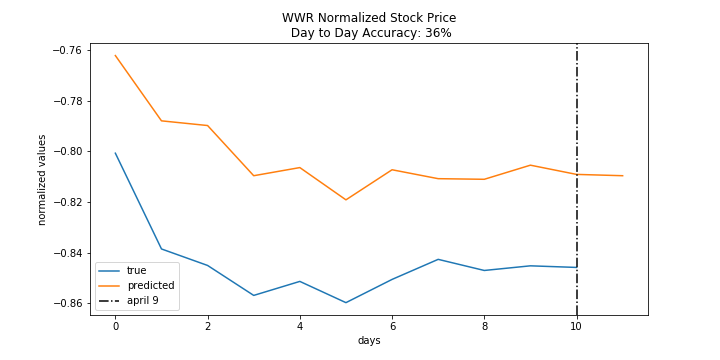 WWR Normalized Stock Price
Day to Day Accuracy: 36%
−0.76
−0.78
−0.80
−0.82
−0.84
−0.86
normalized values
true
predicted
april 9
0 2 4 6 8 10
days